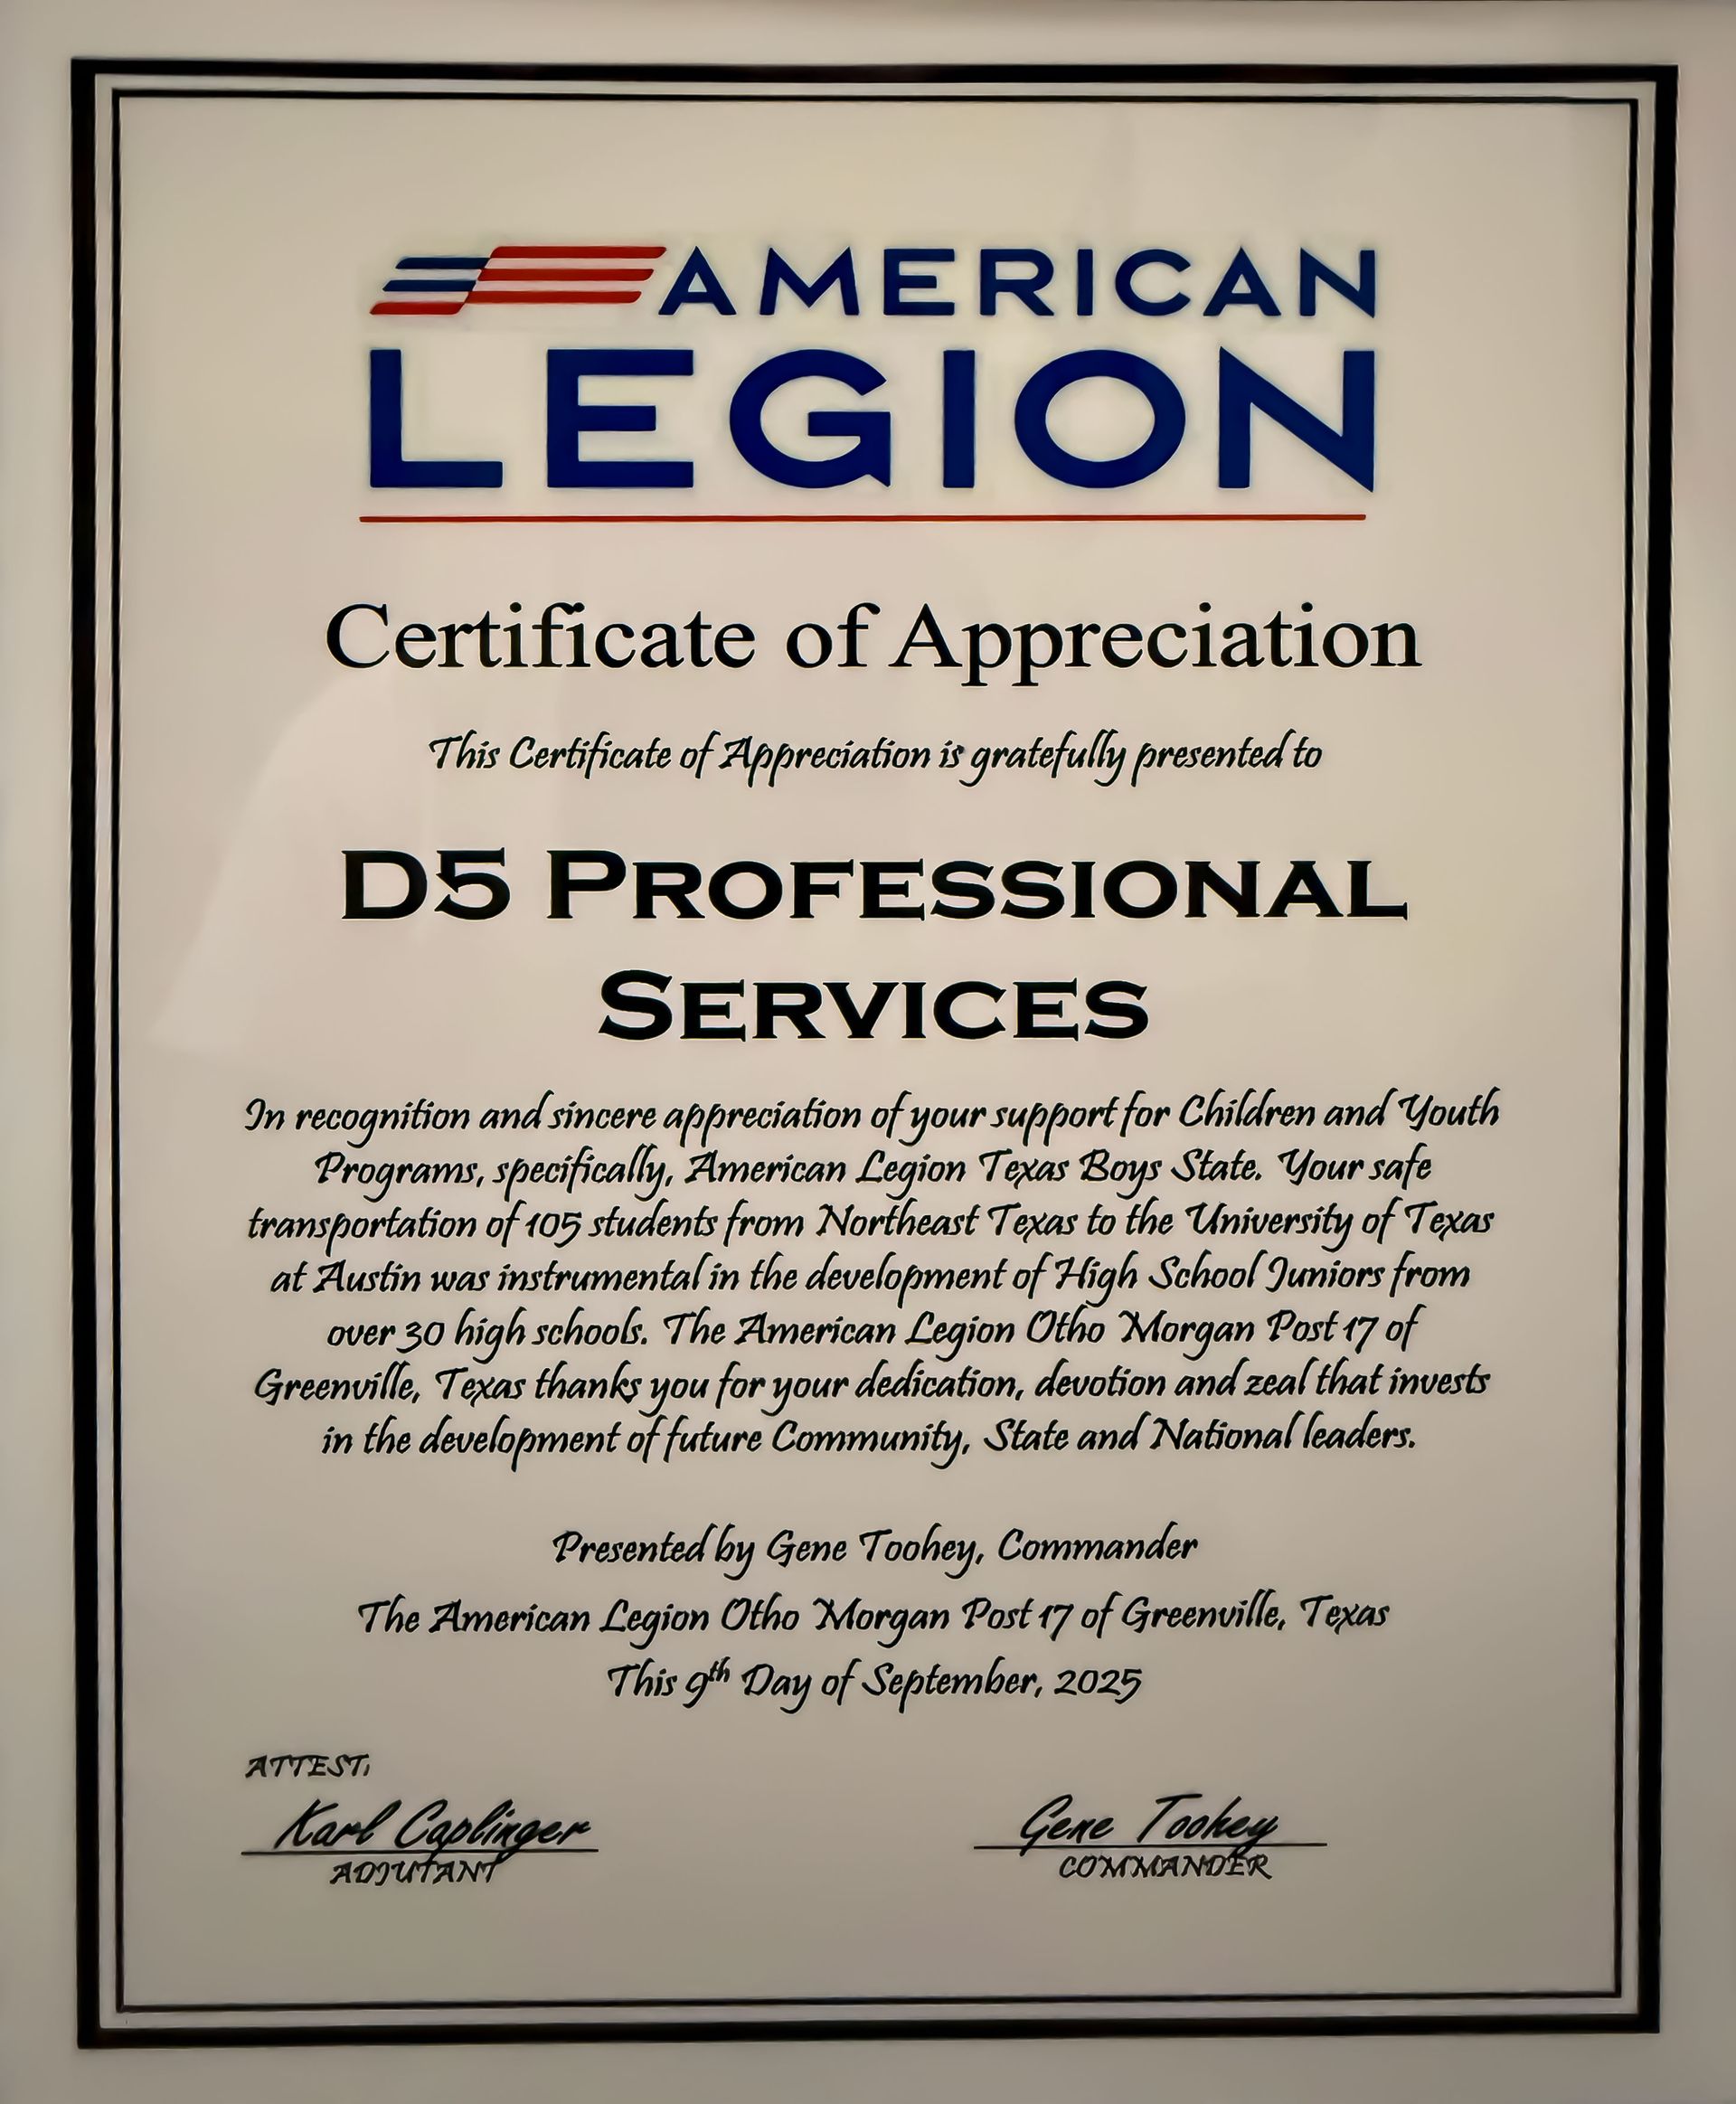 AMERICAN
LEGION
Certificate of Appreciation
This Certificate of Appreciation is gratefully presented to
D5 PROFESSIONAL
SERVICES
In recognition and sincere appreciation of your support for Children and Youth
Programs, specifically, American Legion Texas Boys State. Your safe
transportation of 105 students from Northeast Texas to the University of Texas
at Austin was instrumental in the development of High School Juniors from
over 30 high schools. The American Legion Otho Morgan Post 17 of
Greenville, Texas thanks you for your dedication, devotion and zeal that invests
in the development of future Community, State and National leaders.
Presented by Gene Toohey, Commander
The American Legion Otho Morgan Post 17 of Greenville, Texas
This 9th Day of September, 2025
ATTEST:
Karl Caplinger Gene Toohey
ADJUTANT COMMANDER